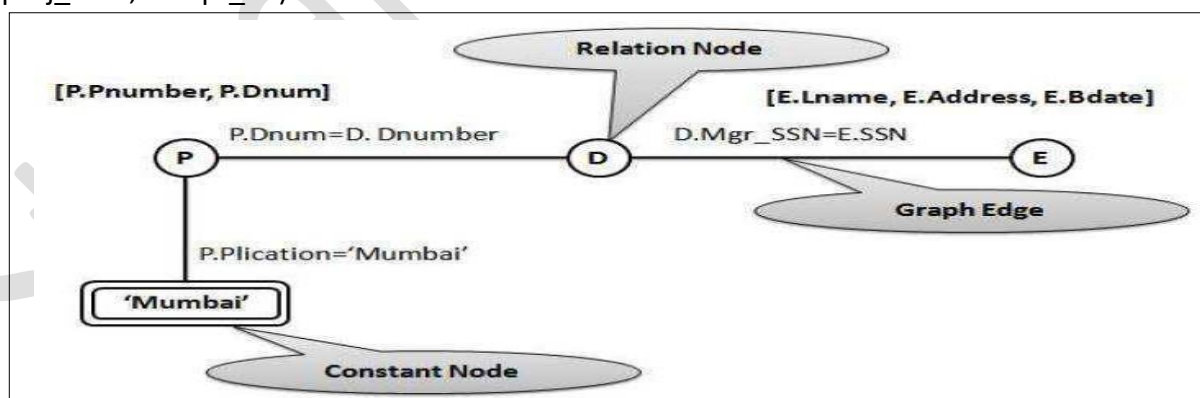 Relation Node
[P.Pnumber, P.Dnum]
[E.Lname, E.Address, E.Bdate]
P.Dnum=D. Dnumber
D.Mgr_SSN=E.SSN
P
D
E
Graph Edge
P.Plication=‘Mumbai’
‘Mumbai’
Constant Node